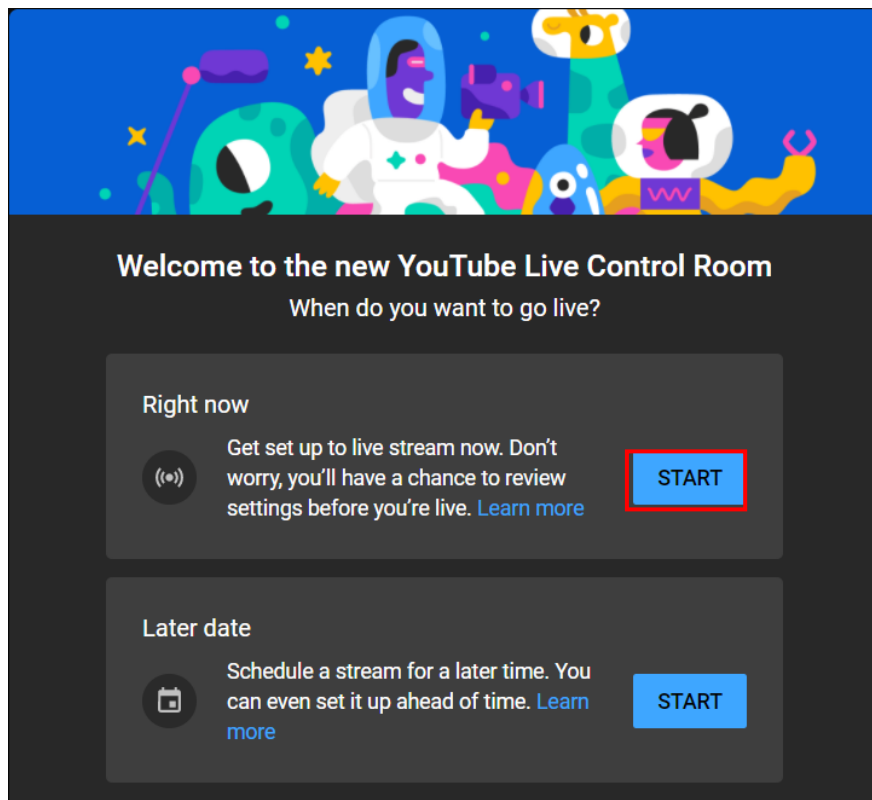 Welcome to the new YouTube Live Control Room
When do you want to go live?
Right now
Get set up to live stream now. Don’t
worry, you’ll have a chance to review
settings before you’re live. Learn more
START
Later date
Schedule a stream for a later time. You
can even set it up ahead of time. Learn
more
START